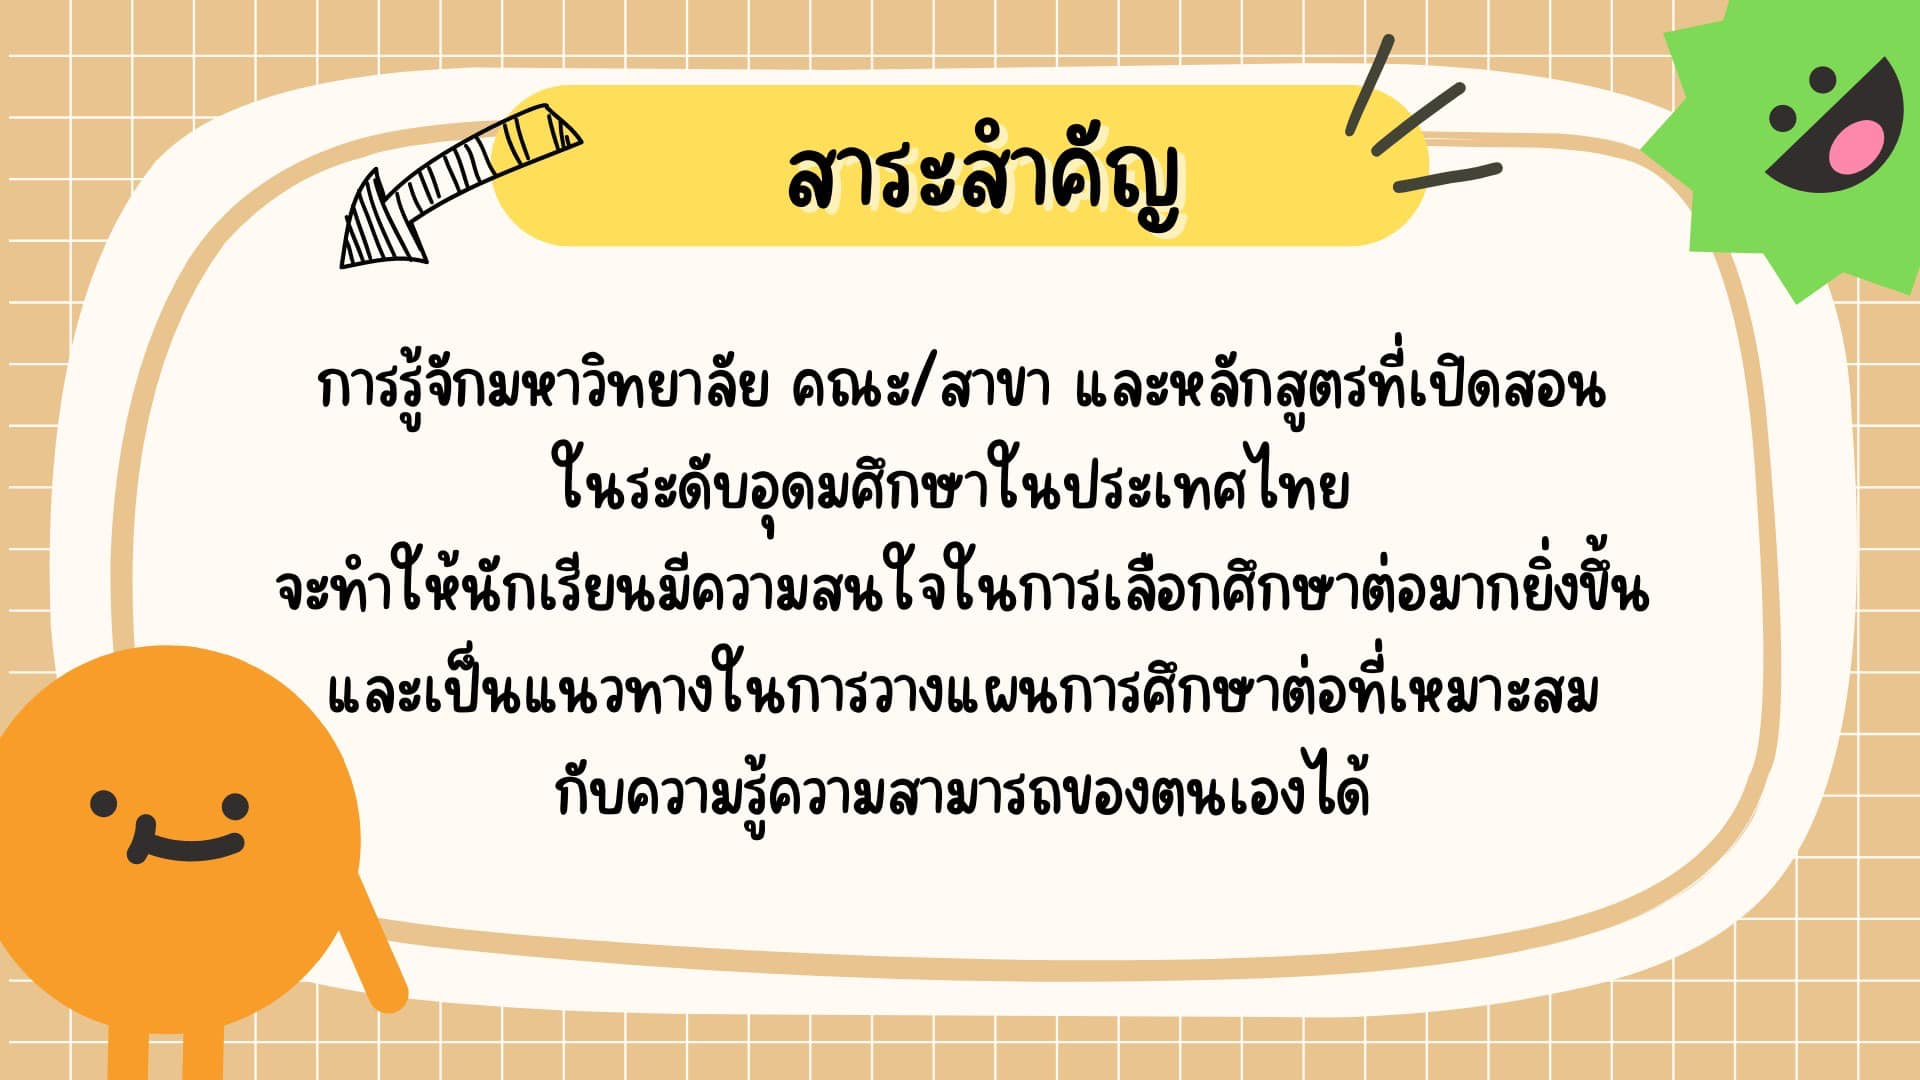 สาระสำคัญ
การรู้จักมหาวิทยาลัย คณะ/สาขา และหลักสูตรที่เปิดสอน
ในระดับอุดมศึกษาในประเทศไทย
จะทำให้นักเรียนมีความสนใจในการเลือกศึกษาต่อมากยิ่งขึ้น
และเป็นแนวทางในการวางแผนการศึกษาต่อที่เหมาะสม
กับความรู้ความสามารถของตนเองได้